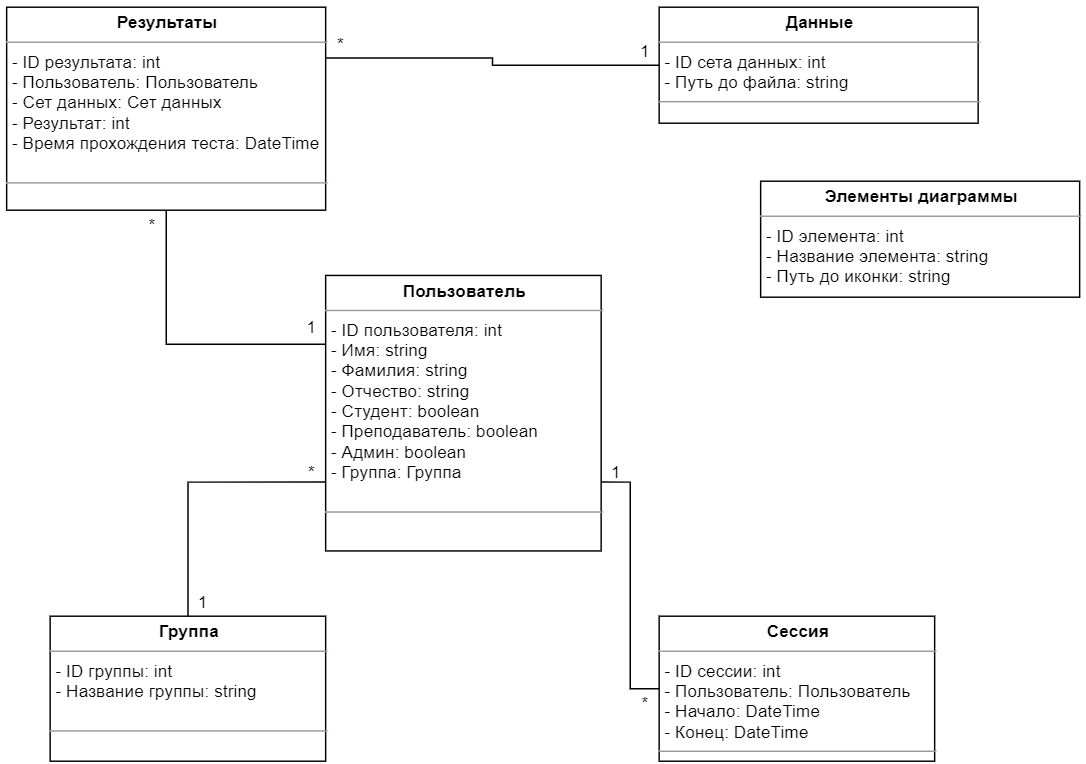 Результаты
- ID результата: int
- Пользователь: Пользователь
- Сет данных: Сет данных
- Результат: int
- Время прохождения теста: DateTime
*
1
Данные
- ID сета данных: int
- Путь до файла: string
Элементы диаграммы
- ID элемента: int
- Название элемента: string
- Путь до иконки: string
*
1
Пользователь
- ID пользователя: int
- Имя: string
- Фамилия: string
- Отчество: string
- Студент: boolean
- Преподаватель: boolean
- Админ: boolean
- Группа: Группа
*
1
1
*
Группа
- ID группы: int
- Название группы: string
Сессия
- ID сессии: int
- Пользователь: Пользователь
- Начало: DateTime
- Конец: DateTime